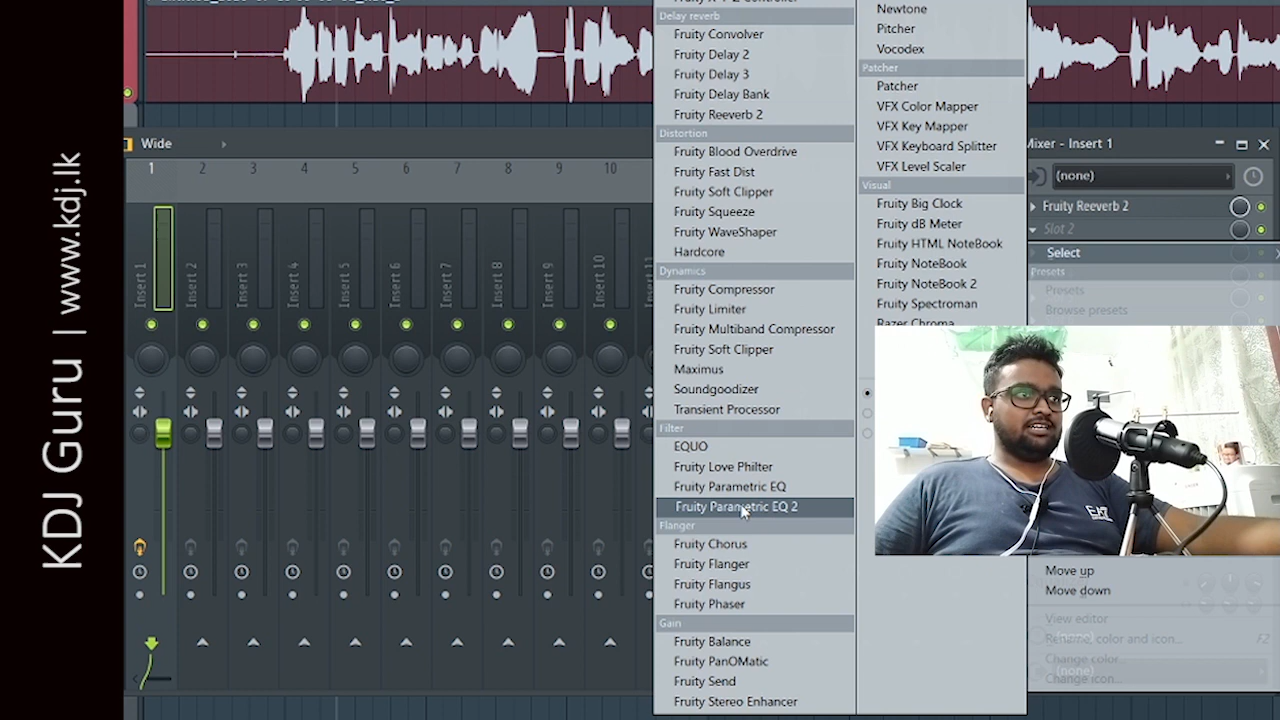 KDJ Guru | www.kdj.lk
Wide
1 2 3 4 5 6 7 8 9 10
Insert 1
Insert 2
Insert 3
Insert 4
Insert 5
Insert 6
Insert 7
Insert 8
Insert 9
Insert 10
Delay reverb
Fruity Convolver
Fruity Delay 2
Fruity Delay 3
Fruity Delay Bank
Fruity Reeverb 2
Distortion
Fruity Blood Overdrive
Fruity Fast Dist
Fruity Soft Clipper
Fruity Squeeze
Fruity WaveShaper
Hardcore
Dynamics
Fruity Compressor
Fruity Limiter
Fruity Multiband Compressor
Fruity Soft Clipper
Maximus
Soundgoodizer
Transient Processor
Filter
EQUO
Fruity Love Philter
Fruity Parametric EQ
Fruity Parametric EQ 2
Flanger
Fruity Chorus
Fruity Flanger
Fruity Flangus
Fruity Phaser
Gain
Fruity Balance
Fruity PanOMatic
Fruity Send
Fruity Stereo Enhancer
Newtone
Pitcher
Vocodex
Patcher
Patcher
VFX Color Mapper
VFX Key Mapper
VFX Keyboard Splitter
VFX Level Scaler
Visual
Fruity Big Clock
Fruity dB Meter
Fruity HTML NoteBook
Fruity NoteBook
Fruity NoteBook 2
Fruity Spectroman
Razer Chroma
Mixer - Insert 1
(none)
Fruity Reeverb 2
Slot 2
Select
Presets
Presets
Browse presets
Move up
Move down
View editor
Rename, color and icon... F2
(none)
Change color...
(none)
Change icon...